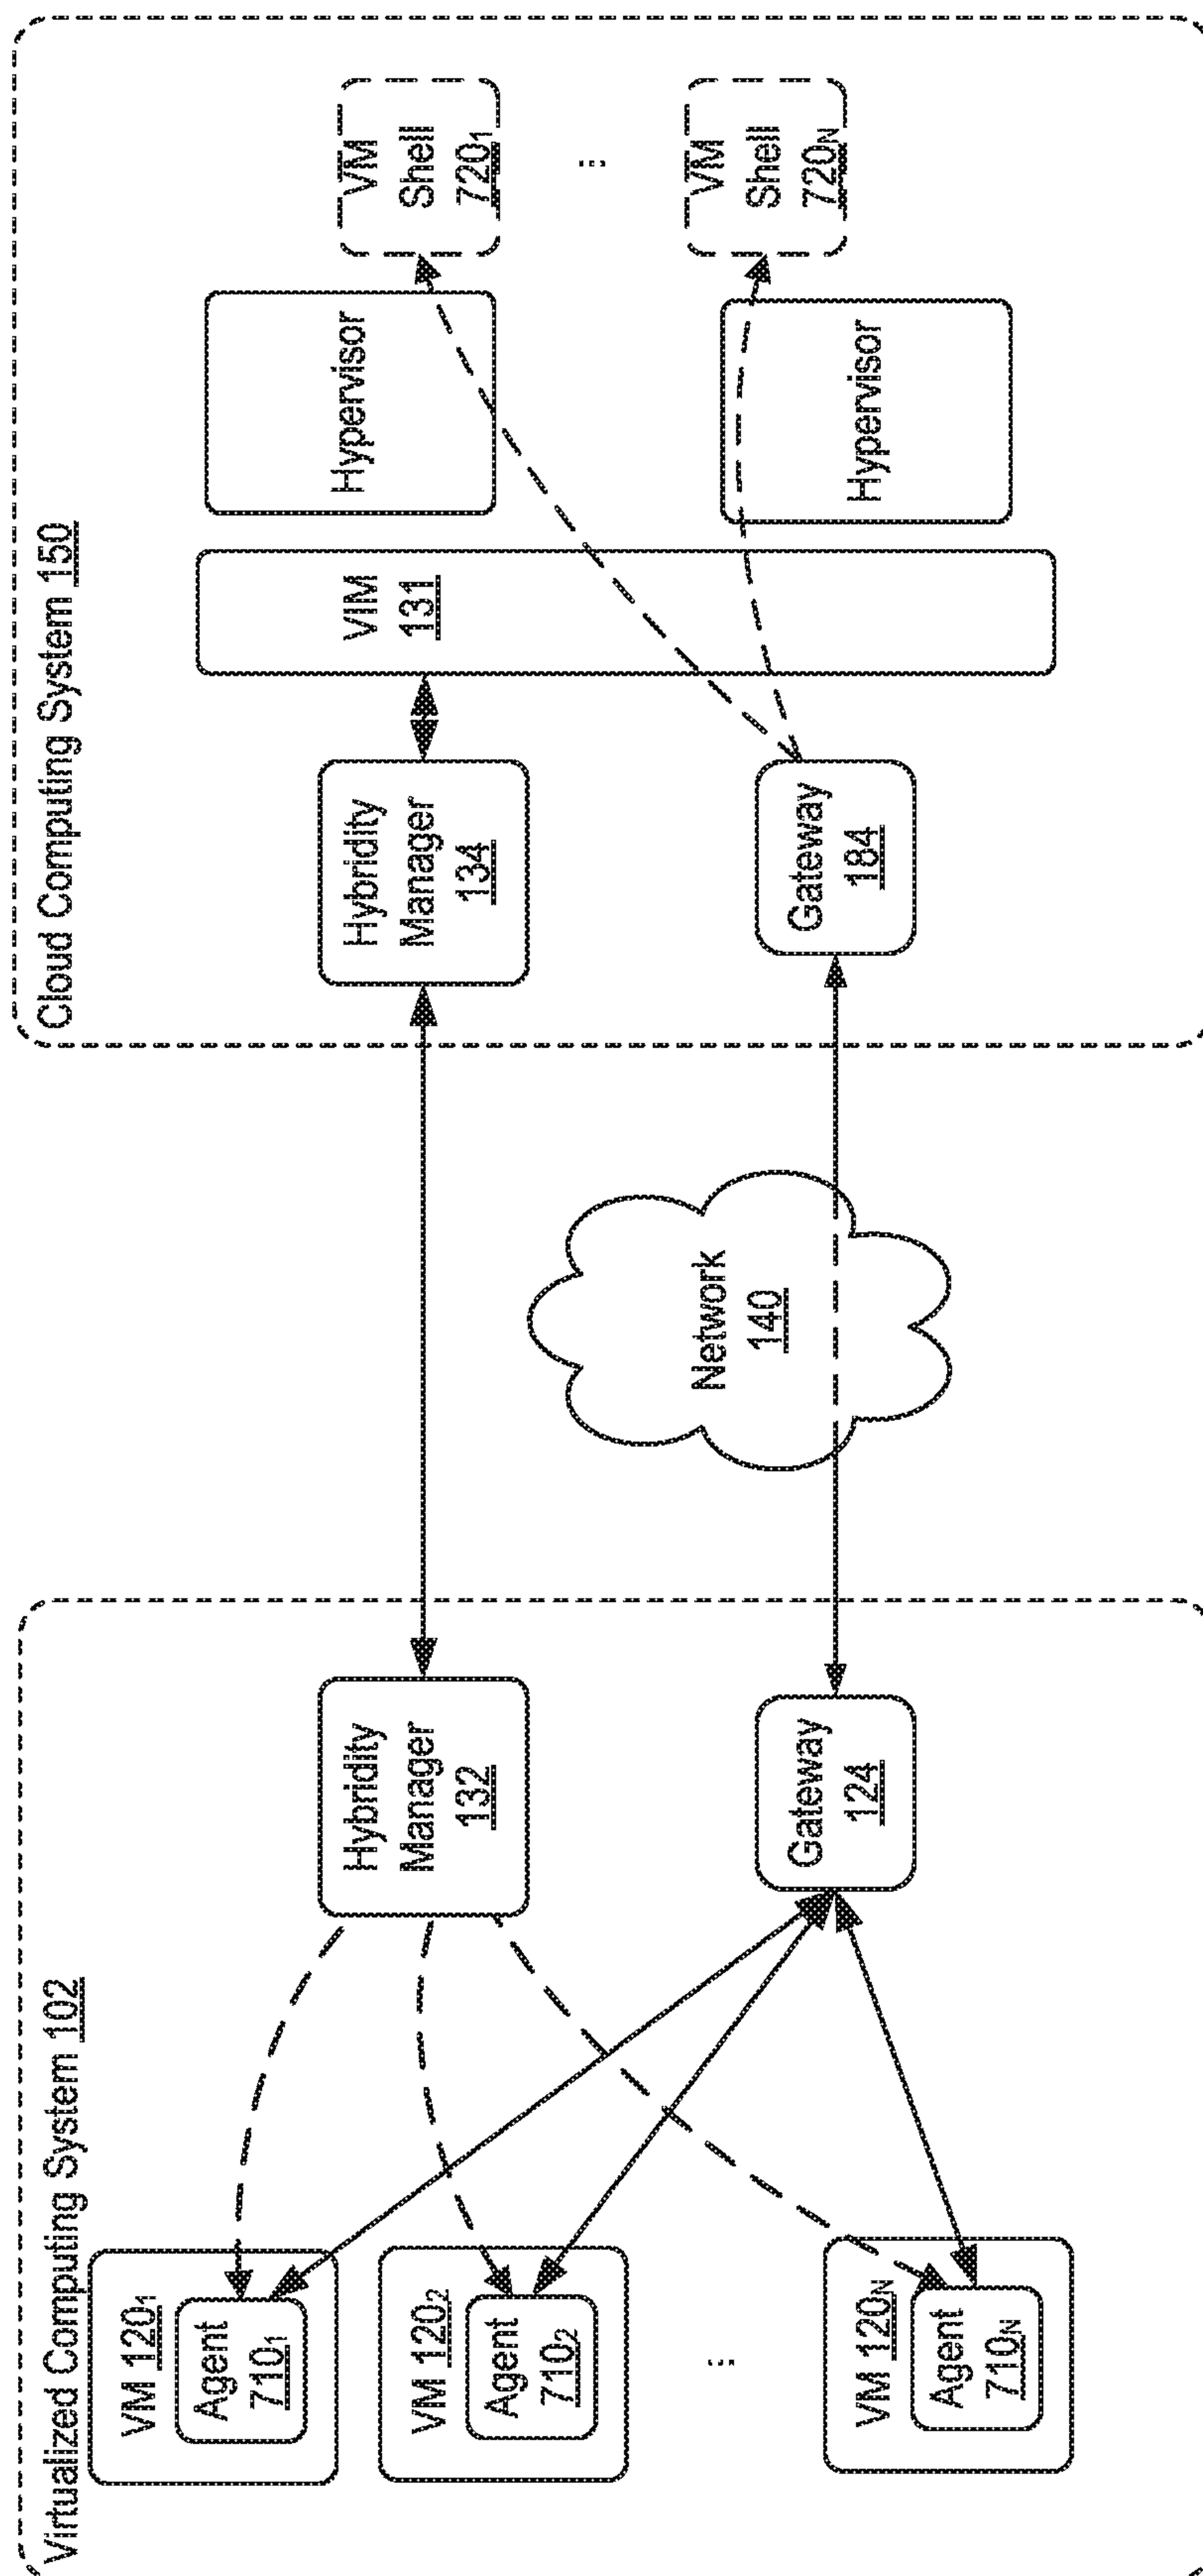 Virtualized Computing System 102
VM 120₁
Agent
710₁
VM 120₂
Agent
710₂
...
VM 120N
Agent
710N
Hybridity
Manager
132
Gateway
124
Network
140
Cloud Computing System 150
Hybridity
Manager
134
Gateway
184
VIM
131
Hypervisor
Hypervisor
VM
Shell
720₁
...
VM
Shell
720N